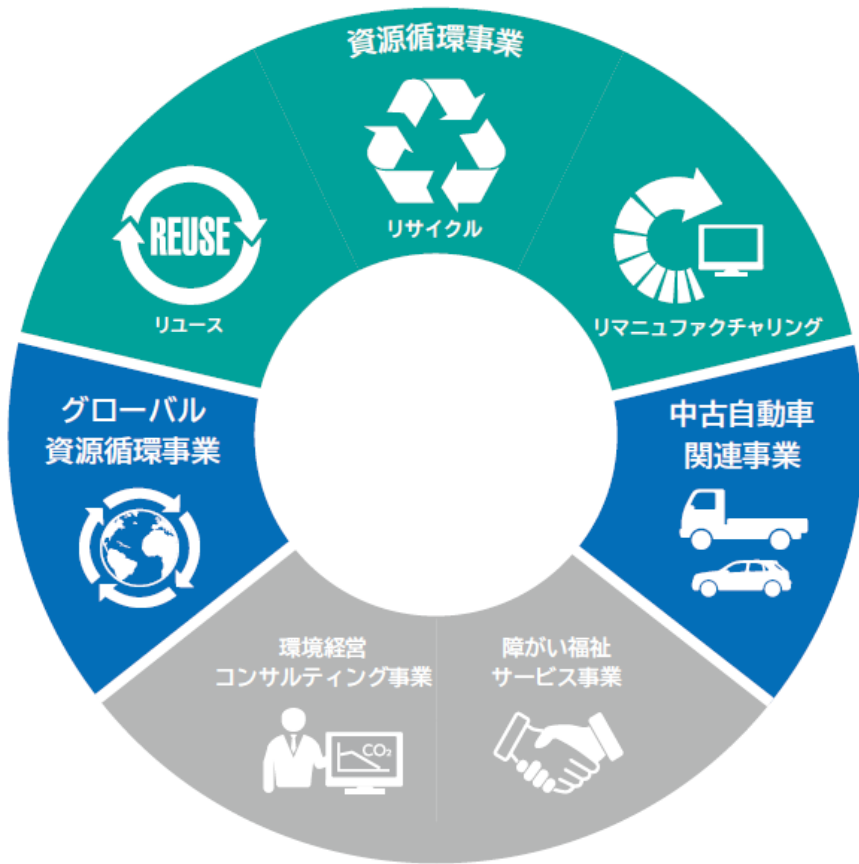 資源循環事業
リサイクル
REUSE
リユース
リマニュファクチャリング
グローバル
資源循環事業
中古自動車
関連事業
環境経営
コンサルティング事業
CO₂
障がい福祉
サービス事業